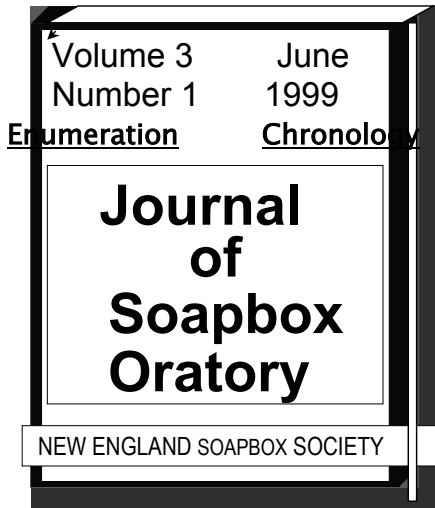 Volume 3 June
Number 1 1999
Enumeration Chronology
Journal
of
Soapbox
Oratory
NEW ENGLAND SOAPBOX SOCIETY